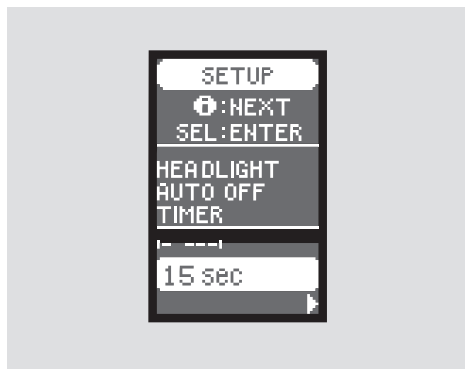 SETUP
:NEXT
SEL:ENTER
HEADLIGHT
AUTO OFF
TIMER
15 sec